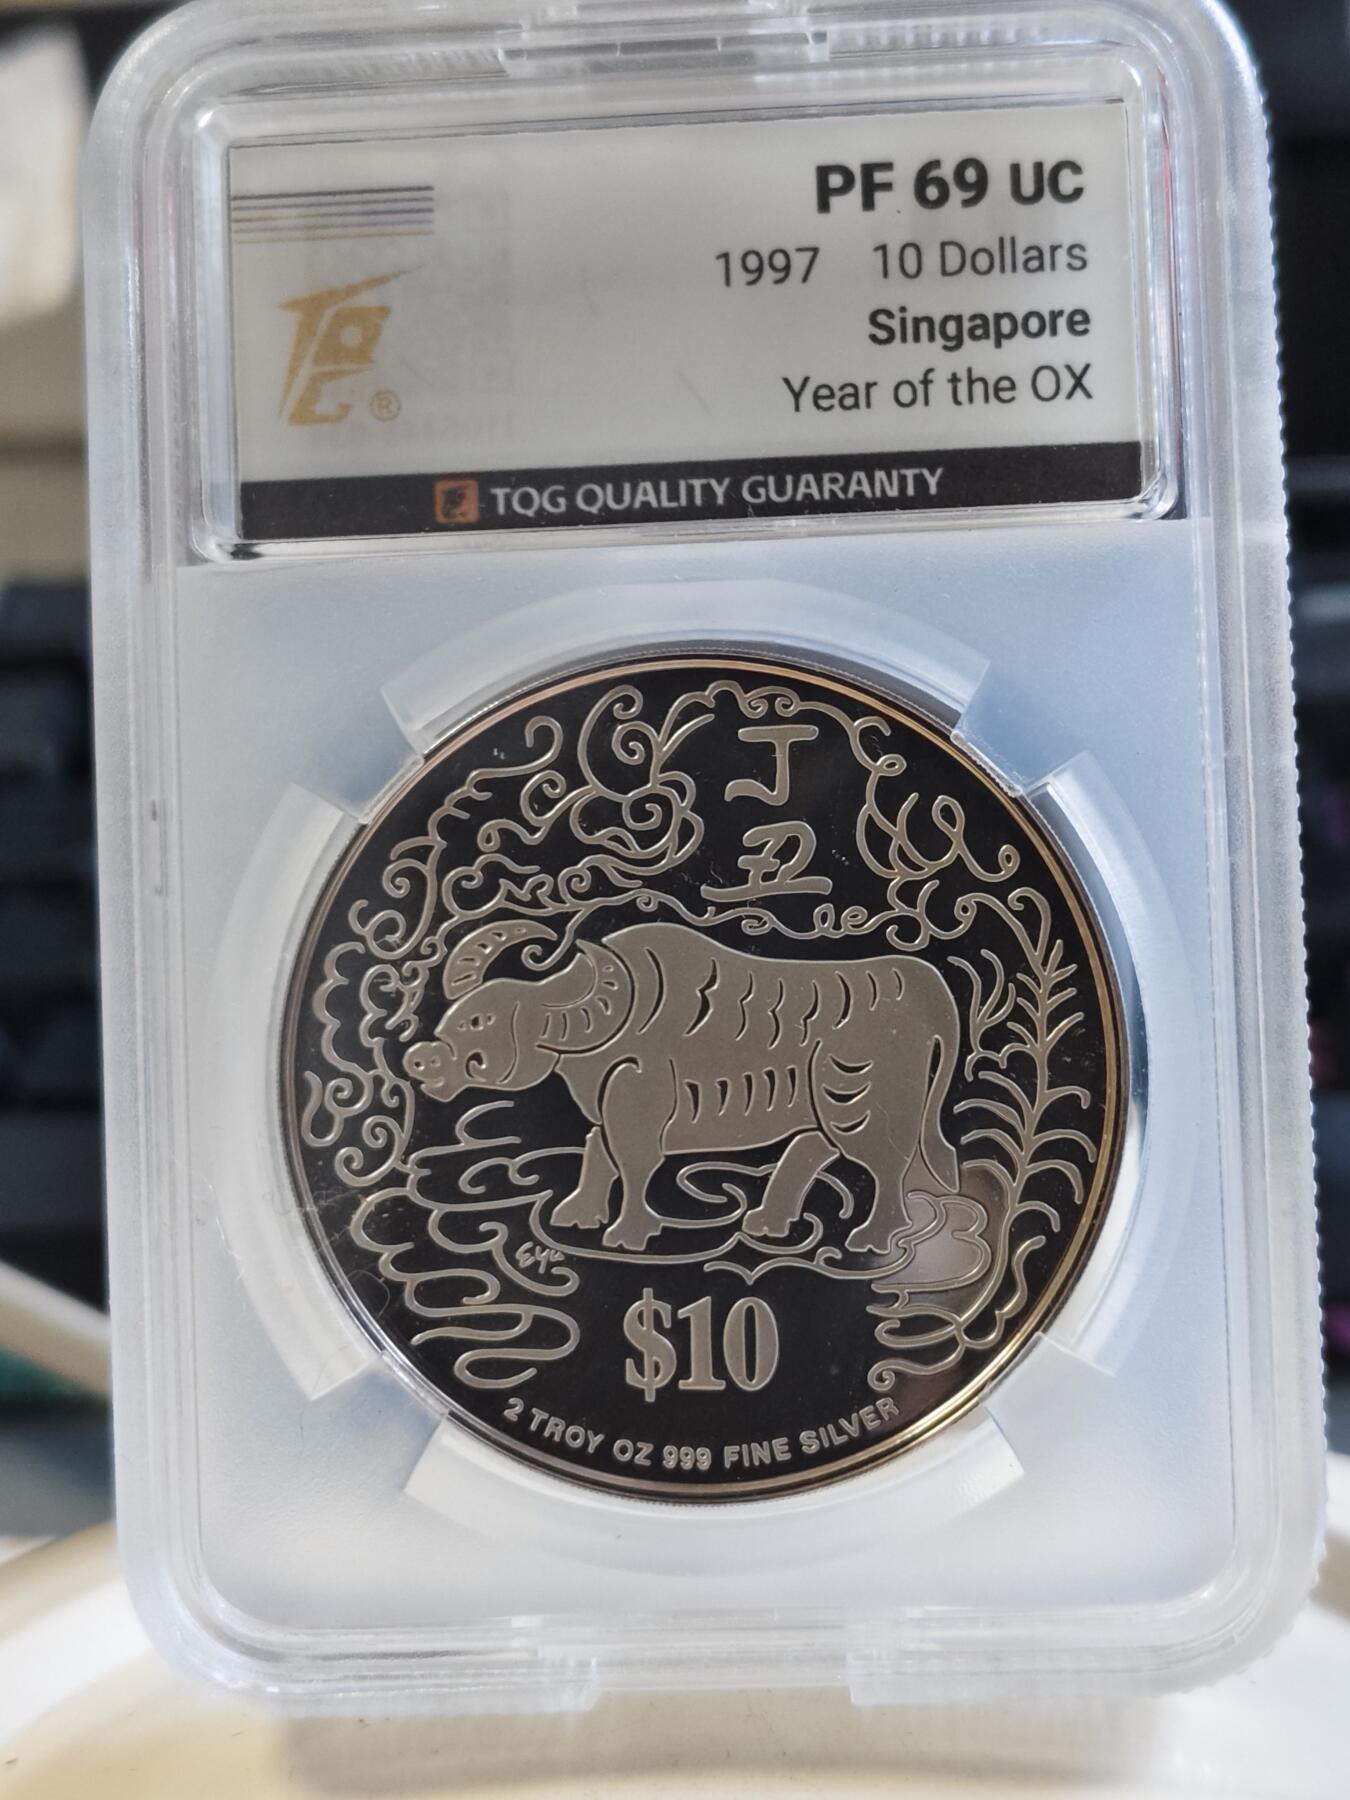 PF 69 UC
1997 10 Dollars
Singapore
Year of the OX
TQG ®
TQG QUALITY GUARANTY
丁
丑
$10
2 TROY OZ 999 FINE SILVER